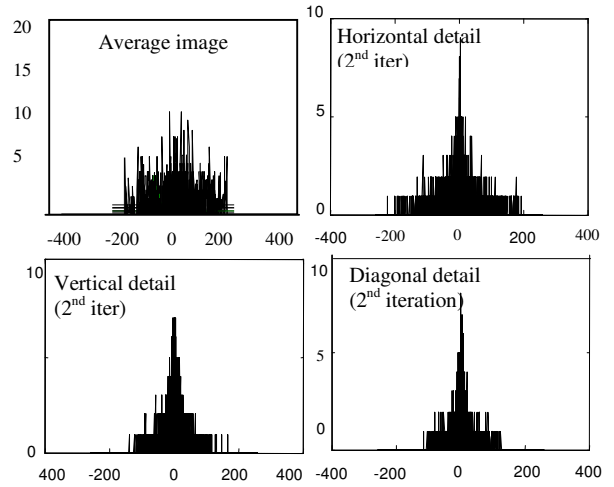 20
15
10
5
Average image
-400 -200 0 200 400
10
5
0
Horizontal detail
(2nd iter)
-400 -200 0 200 400
10
5
0
Vertical detail
(2nd iter)
-400 -200 0 200 400
10
5
0
Diagonal detail
(2nd iteration)
-400 -200 0 200 400